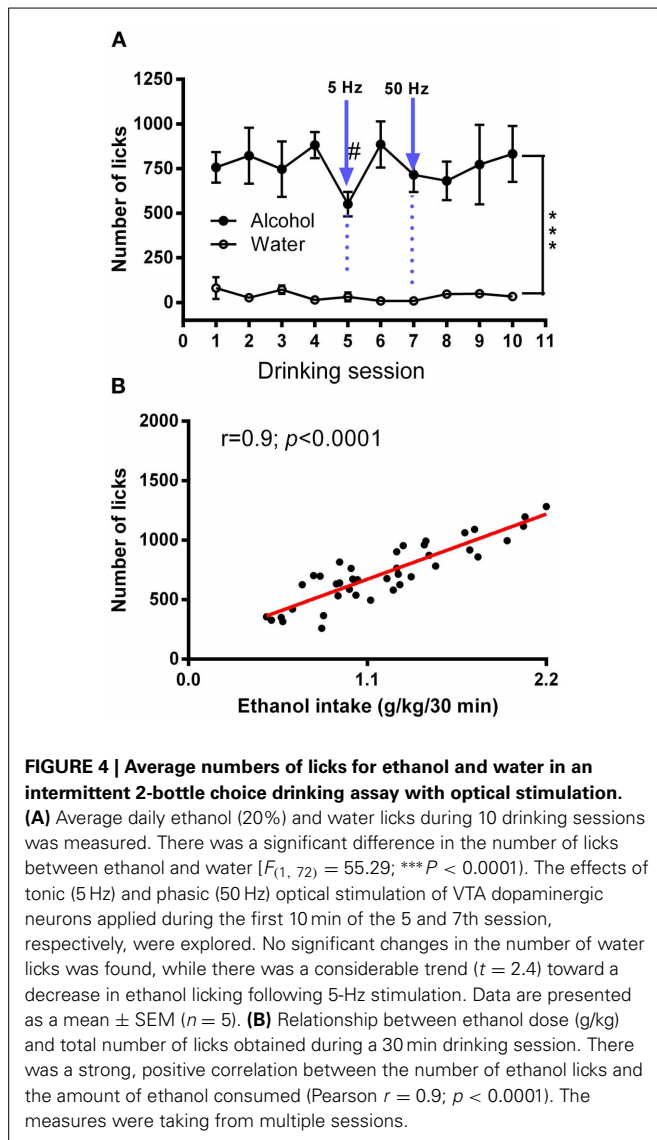 A
5 Hz 50 Hz
1250
1000
750
500
250
0
Number of licks
#
Alcohol
Water
***
0 1 2 3 4 5 6 7 8 9 10 11
Drinking session
B
r=0.9; p<0.0001
2000
1500
1000
500
0
Number of licks
0.0 1.1 2.2
Ethanol intake (g/kg/30 min)
FIGURE 4 | Average numbers of licks for ethanol and water in an
intermittent 2-bottle choice drinking assay with optical stimulation.
(A) Average daily ethanol (20%) and water licks during 10 drinking sessions
was measured. There was a significant difference in the number of licks
between ethanol and water [F(1, 72) = 55.29; ***P < 0.0001). The effects of
tonic (5 Hz) and phasic (50 Hz) optical stimulation of VTA dopaminergic
neurons applied during the first 10 min of the 5 and 7th session,
respectively, were explored. No significant changes in the number of water
licks was found, while there was a considerable trend (t = 2.4) toward a
decrease in ethanol licking following 5-Hz stimulation. Data are presented
as a mean ± SEM (n = 5). (B) Relationship between ethanol dose (g/kg)
and total number of licks obtained during a 30 min drinking session. There
was a strong, positive correlation between the number of ethanol licks and
the amount of ethanol consumed (Pearson r = 0.9; p < 0.0001). The
measures were taking from multiple sessions.